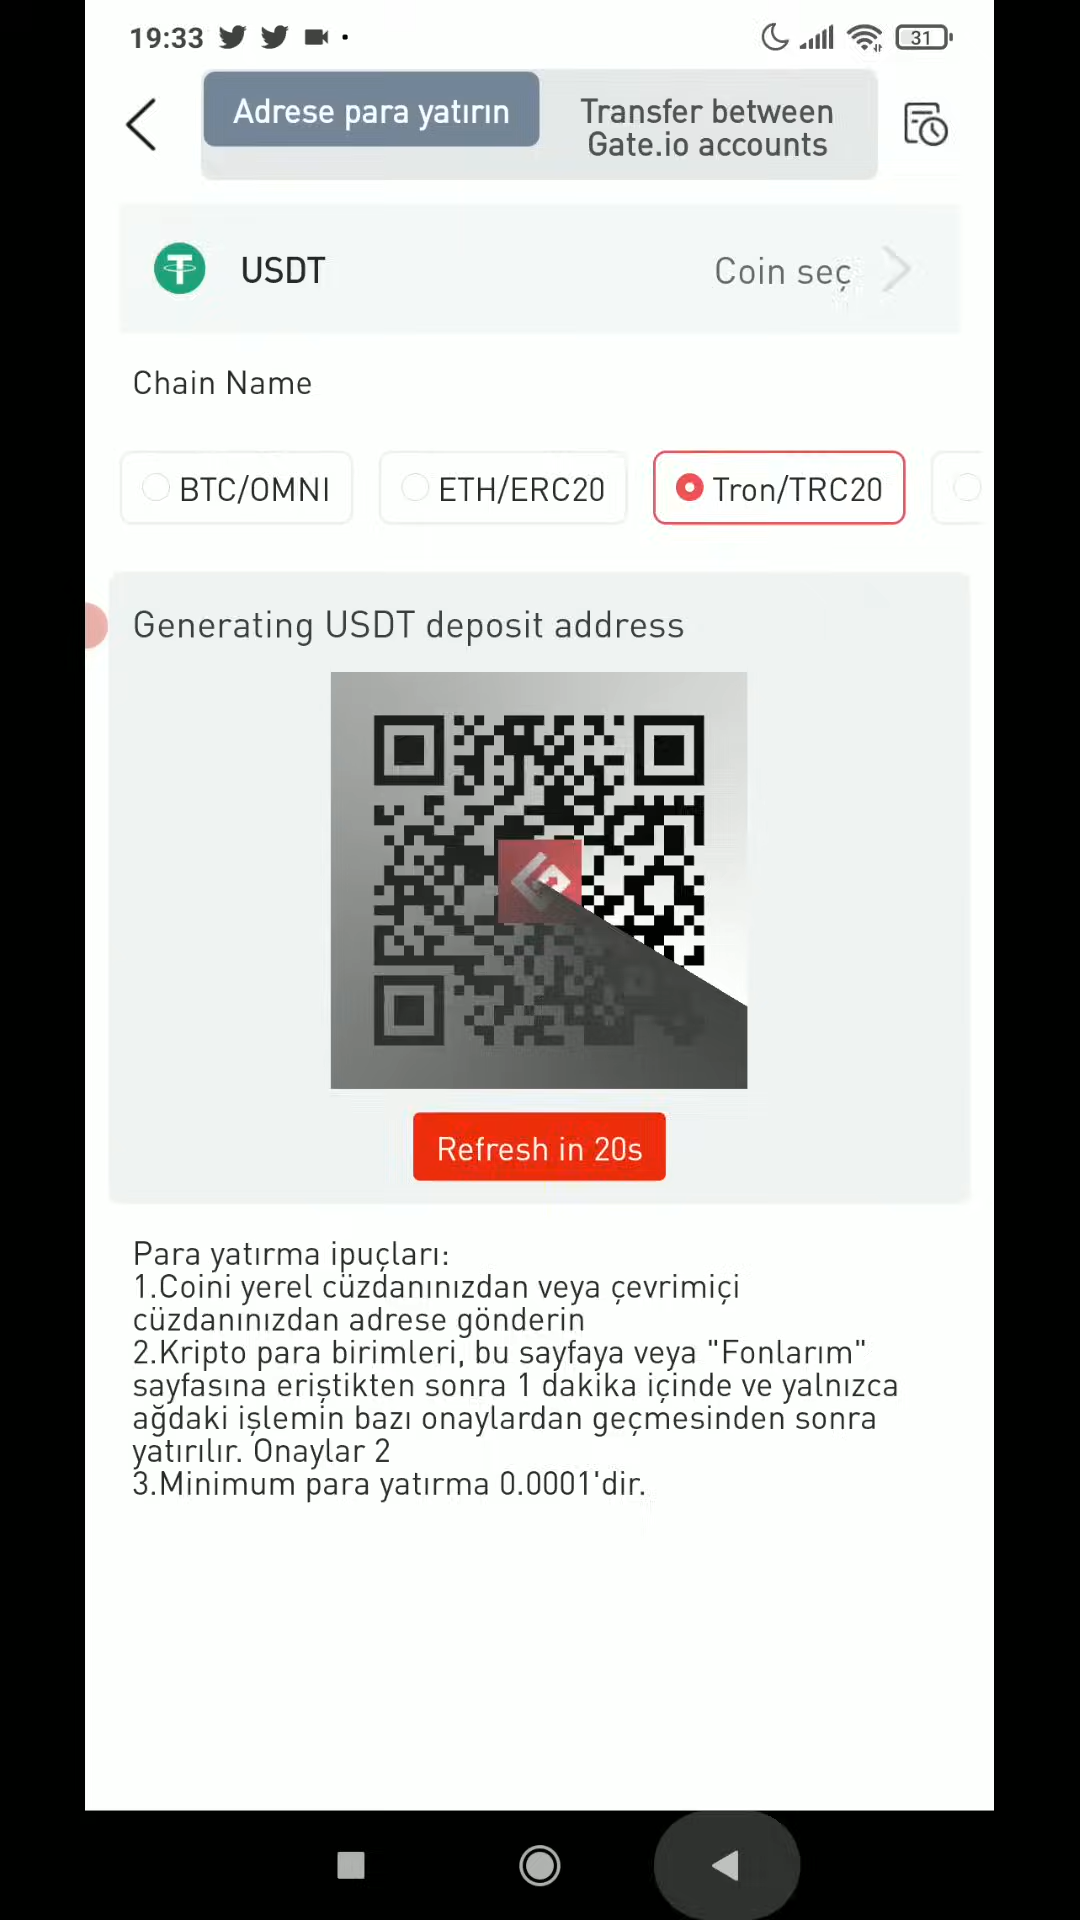 19:33
31
Adrese para yatırın
Transfer between
Gate.io accounts
USDT
Coin seç
Chain Name
BTC/OMNI
ETH/ERC20
Tron/TRC20
Generating USDT deposit address
Refresh in 20s
Para yatırma ipuçları:
1.Coini yerel cüzdanınızdan veya çevrimiçi
cüzdanınızdan adrese gönderin
2.Kripto para birimleri, bu sayfaya veya "Fonlarım"
sayfasına eriştikten sonra 1 dakika içinde ve yalnızca
ağdaki işlemin bazı onaylardan geçmesinden sonra
yatırılır. Onaylar 2
3.Minimum para yatırma 0.0001'dir.